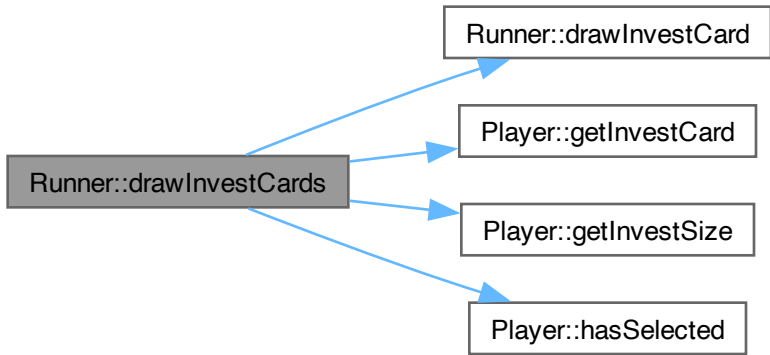 Runner::drawInvestCards
Runner::drawInvestCard
Player::getInvestCard
Player::getInvestSize
Player::hasSelected